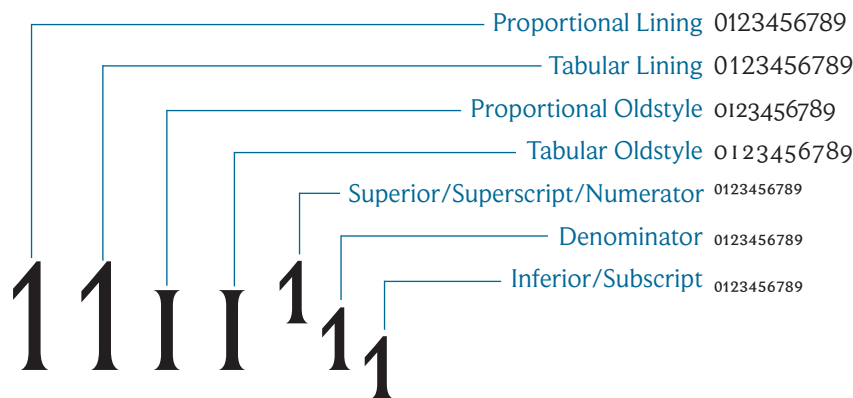 Proportional Lining 0123456789
Tabular Lining 0123456789
Proportional Oldstyle 0123456789
Tabular Oldstyle 0123456789
Superior/Superscript/Numerator 0123456789
Denominator 0123456789
Inferior/Subscript 0123456789
1 1 1 1 1 1 1